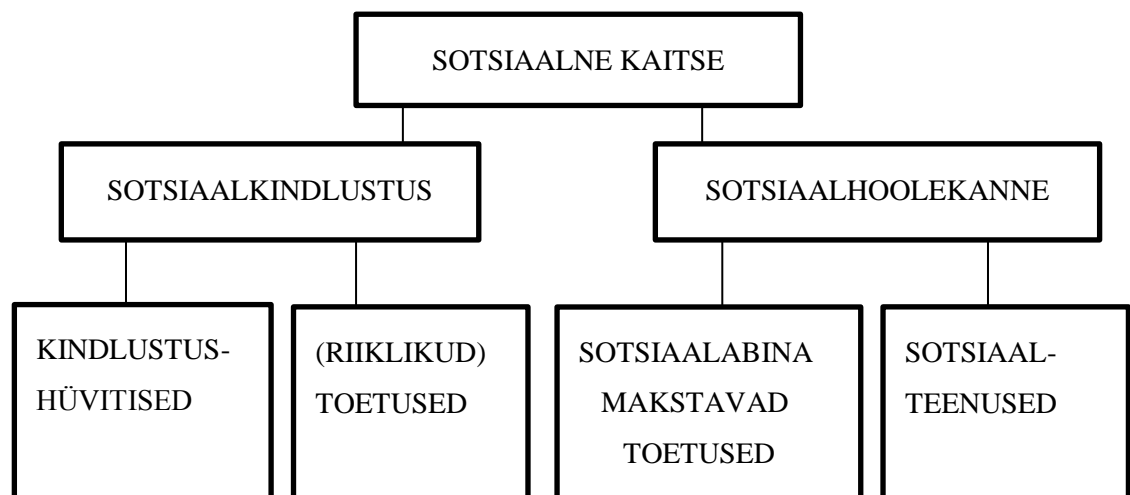 SOTSIAALNE KAITSE
SOTSIAALKINDLUSTUS
SOTSIAALHOOLEKANNE
KINDLUSTUS-
HÜVITISED
(RIIKLIKUD)
TOETUSED
SOTSIAALABINA
MAKSTAVAD
TOETUSED
SOTSIAAL-
TEENUSED